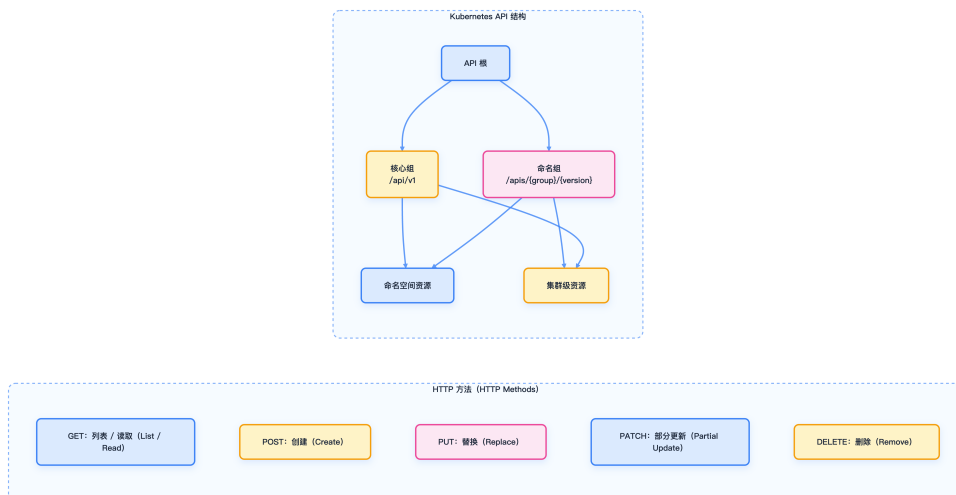 Kubernetes API 结构
API 根
核心组
/api/v1
命名组
/apis/{group}/{version}
命名空间资源
集群级资源
HTTP 方法（HTTP Methods）
GET：列表 / 读取（List /
Read）
POST：创建（Create）
PUT：替换（Replace）
PATCH：部分更新（Partial
Update）
DELETE：删除（Remove）